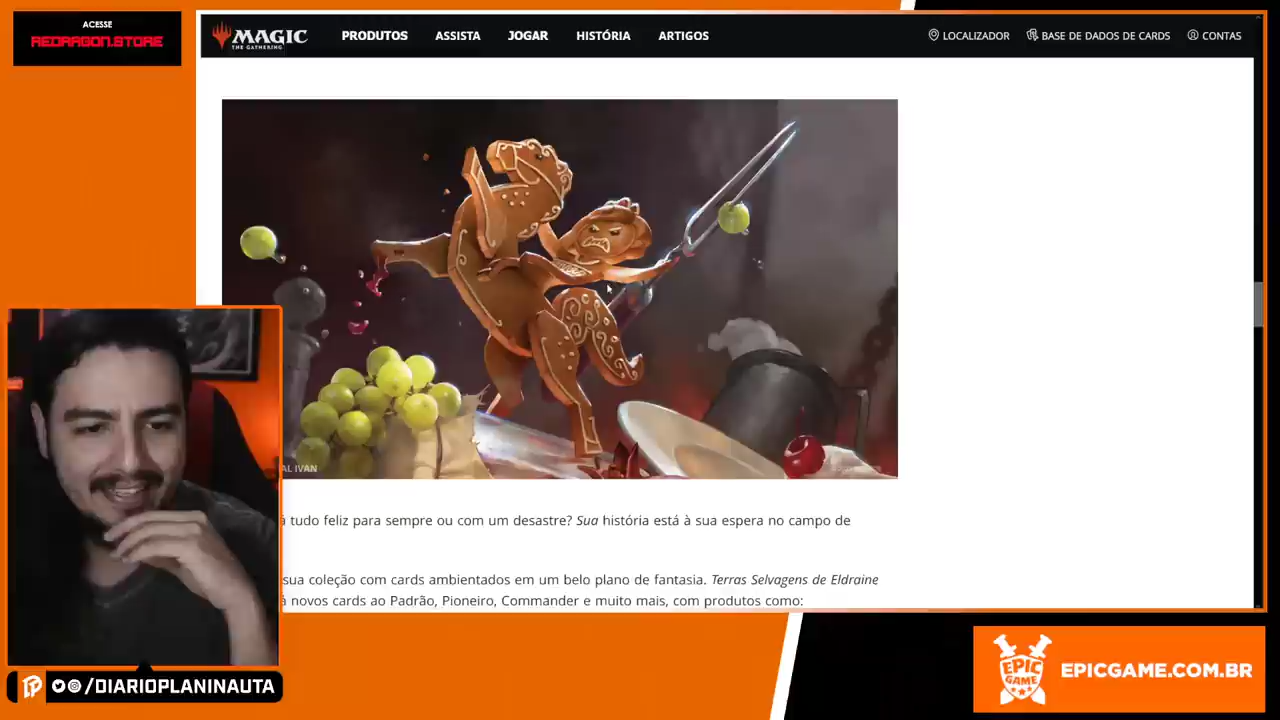 ACESSE
REDRAGON.STORE
MAGIC
THE GATHERING
PRODUTOS ASSISTA JOGAR HISTÓRIA ARTIGOS
LOCALIZADOR BASE DE DADOS DE CARDS CONTAS
AL IVAN
á tudo feliz para sempre ou com um desastre? Sua história está à sua espera no campo de
sua coleção com cards ambientados em um belo plano de fantasia. Terras Selvagens de Eldraine
á novos cards ao Padrão, Pioneiro, Commander e muito mais, com produtos como:
/DIARIOPLANINAUTA
EPIC
GAME
EPICGAME.COM.BR